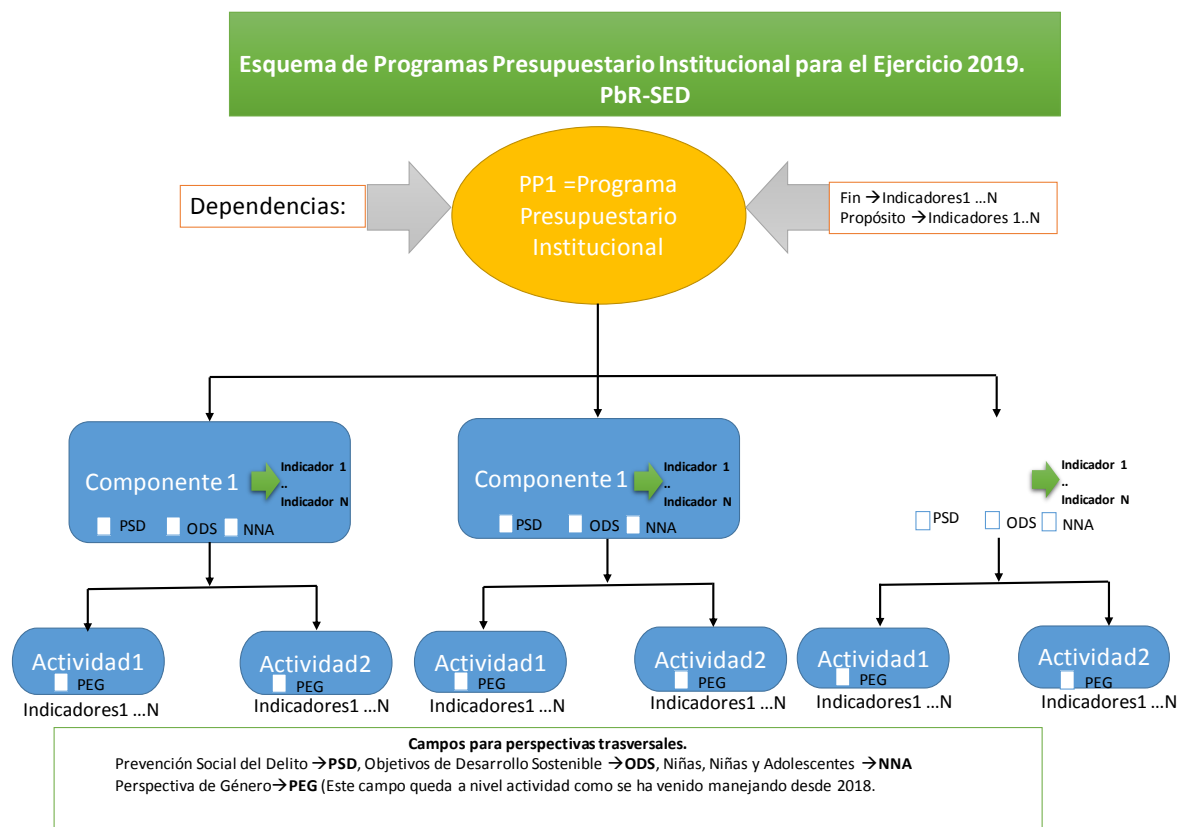 Esquema de Programas Presupuestario Institucional para el Ejercicio 2019.
PbR-SED
Dependencias:
PP1 =Programa
Presupuestario
Institucional
Fin →Indicadores1 ...N
Propósito →Indicadores 1..N
Componente 1
Indicador 1
..
Indicador N
PSD
ODS
NNA
Componente 1
Indicador 1
..
Indicador N
PSD
ODS
NNA
Indicador 1
..
Indicador N
PSD
ODS
NNA
Actividad1
PEG
Indicadores1 ...N
Actividad2
PEG
Indicadores1 ...N
Actividad1
PEG
Indicadores1 ...N
Actividad2
PEG
Indicadores1 ...N
Actividad1
PEG
Indicadores1 ...N
Actividad2
PEG
Indicadores1 ...N
Campos para perspectivas trasversales.
Prevención Social del Delito →PSD, Objetivos de Desarrollo Sostenible →ODS, Niñas, Niñas y Adolescentes →NNA
Perspectiva de Género→PEG (Este campo queda a nivel actividad como se ha venido manejando desde 2018.